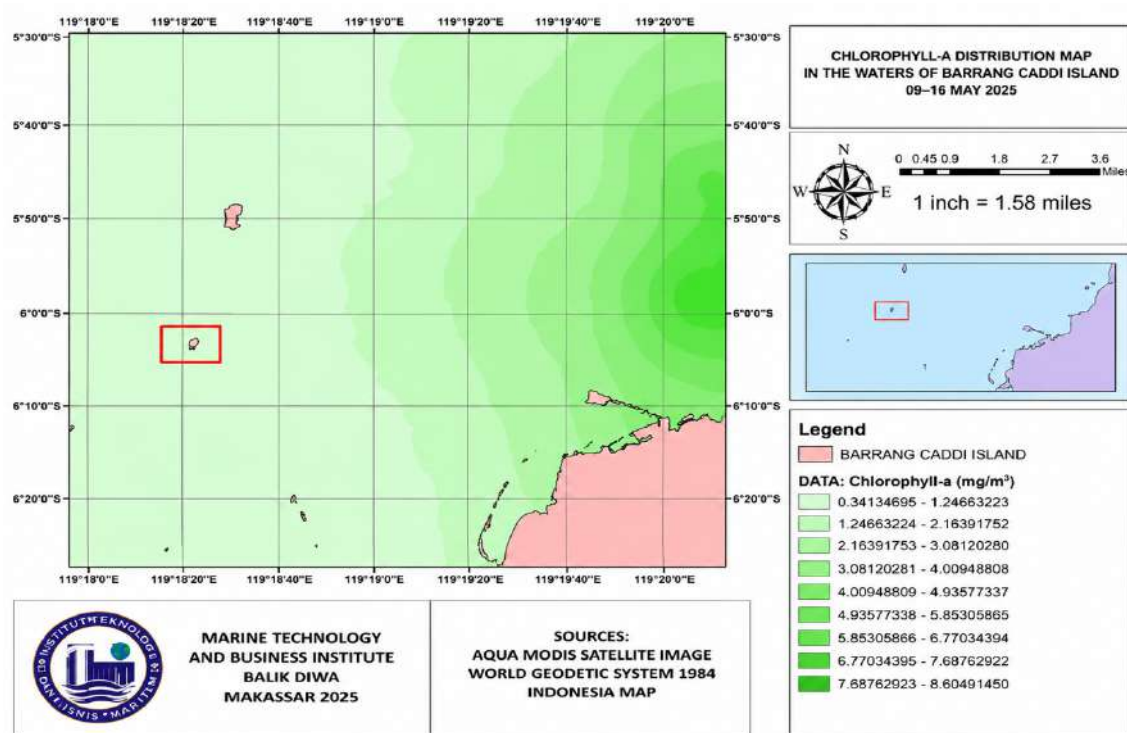 119°18'0"E 119°18'20"E 119°18'40"E 119°19'0"E 119°19'20"E 119°19'40"E 119°20'0"E
5°30'0"S 5°30'0"S
5°40'0"S 5°40'0"S
5°50'0"S 5°50'0"S
6°00'0"S 6°00'0"S
6°10'0"S 6°10'0"S
6°20'0"S 6°20'0"S
119°18'0"E 119°18'20"E 119°18'40"E 119°19'0"E 119°19'20"E 119°19'40"E 119°20'0"E
CHLOROPHYLL-A DISTRIBUTION MAP
IN THE WATERS OF BARRANG CADDI ISLAND
09–16 MAY 2025
N
W E
S
0 0.45 0.9 1.8 2.7 3.6
Miles
1 inch = 1.58 miles
Legend
BARRANG CADDI ISLAND
DATA: Chlorophyll-a (mg/m³)
0.34134695 - 1.24663223
1.24663224 - 2.16391752
2.16391753 - 3.08120280
3.08120281 - 4.00948808
4.00948809 - 4.93577337
4.93577338 - 5.85305865
5.85305866 - 6.77034394
6.77034395 - 7.68762922
7.68762923 - 8.60491450
MARINE TECHNOLOGY
AND BUSINESS INSTITUTE
BALIK DIWA
MAKASSAR 2025
SOURCES:
AQUA MODIS SATELLITE IMAGE
WORLD GEODETIC SYSTEM 1984
INDONESIA MAP